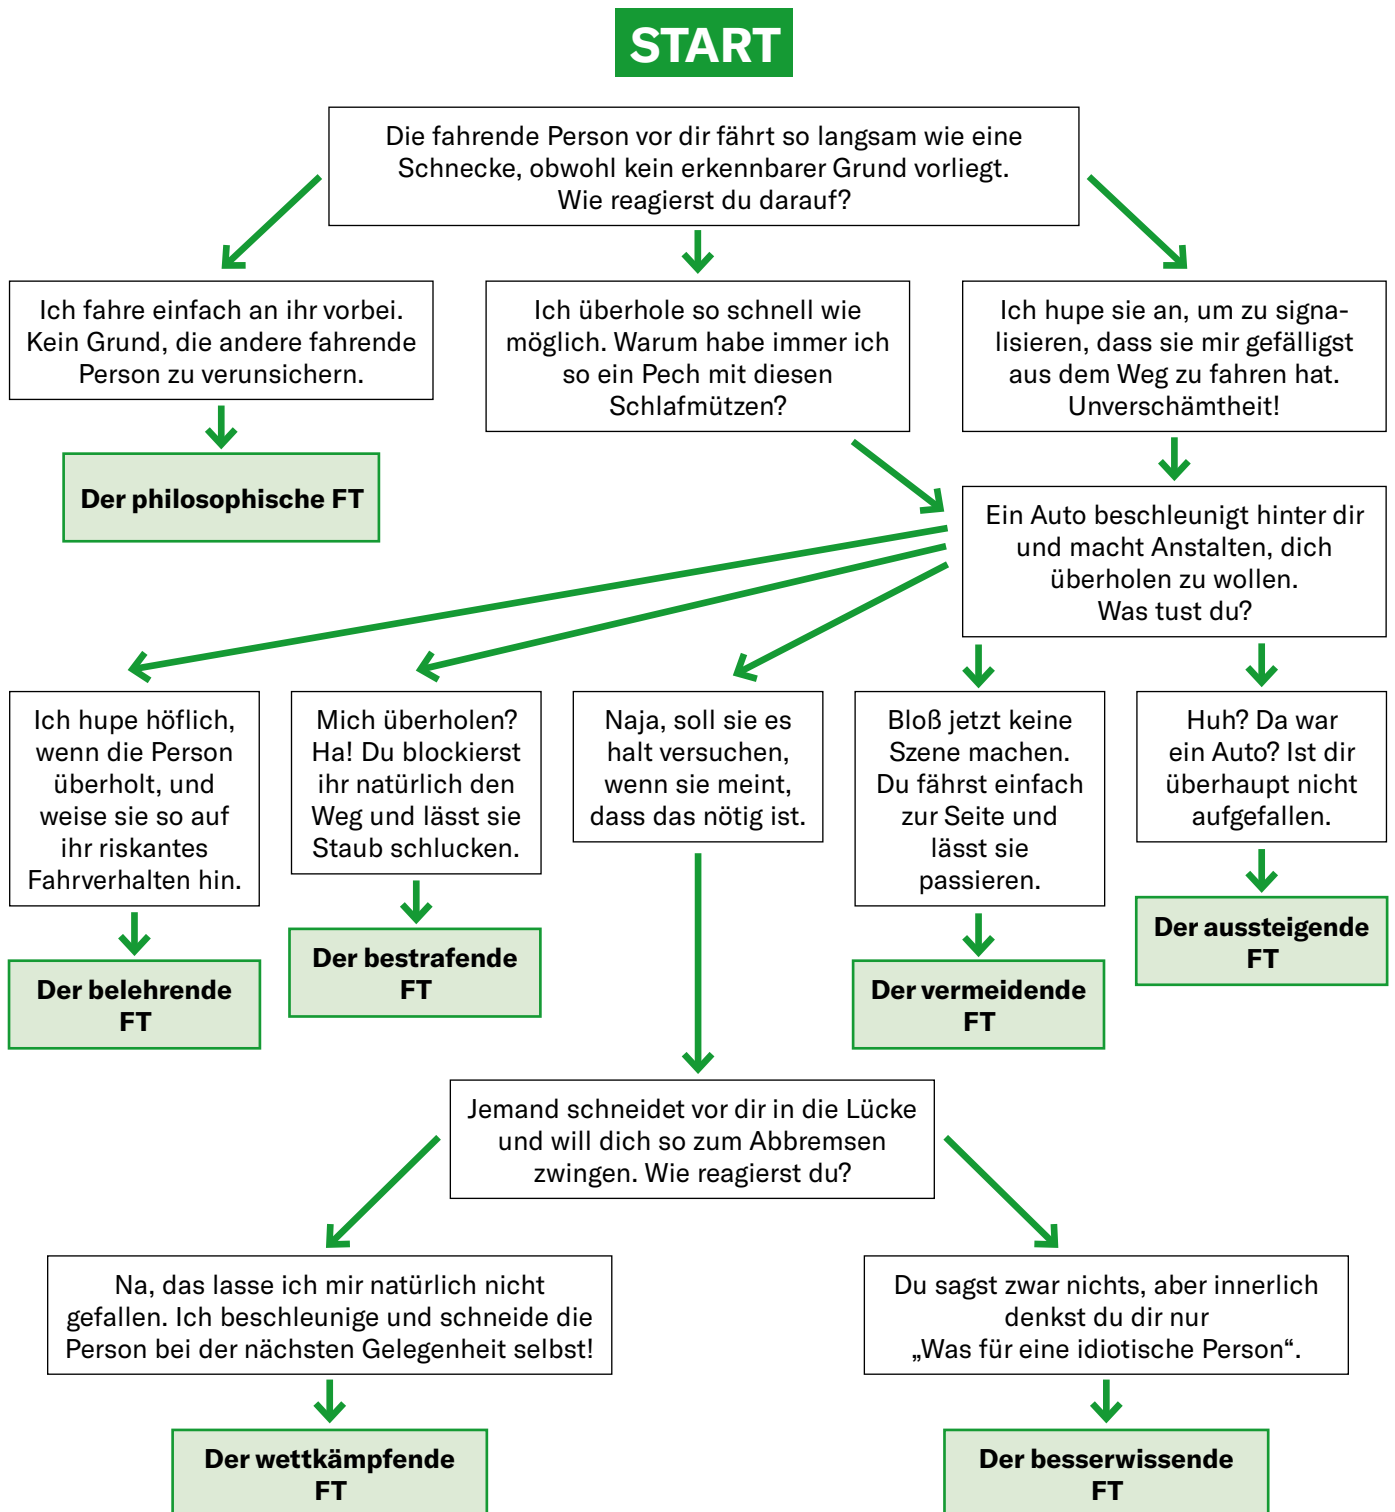 START
Die fahrende Person vor dir fährt so langsam wie eine
Schnecke, obwohl kein erkennbarer Grund vorliegt.
Wie reagierst du darauf?
Ich fahre einfach an ihr vorbei.
Kein Grund, die andere fahrende
Person zu verunsichern.
Ich überhole so schnell wie
möglich. Warum habe immer ich
so ein Pech mit diesen
Schlafmützen?
Ich hupe sie an, um zu signa-
lisieren, dass sie mir gefälligst
aus dem Weg zu fahren hat.
Unverschämtheit!
Der philosophische FT
Ein Auto beschleunigt hinter dir
und macht Anstalten, dich
überholen zu wollen.
Was tust du?
Ich hupe höflich,
wenn die Person
überholt, und
weise sie so auf
ihr riskantes
Fahrverhalten hin.
Mich überholen?
Ha! Du blockierst
ihr natürlich den
Weg und lässt sie
Staub schlucken.
Naja, soll sie es
halt versuchen,
wenn sie meint,
dass das nötig ist.
Bloß jetzt keine
Szene machen.
Du fährst einfach
zur Seite und
lässt sie
passieren.
Huh? Da war
ein Auto? Ist dir
überhaupt nicht
aufgefallen.
Der belehrende
FT
Der bestrafende
FT
Der vermeidende
FT
Der aussteigende
FT
Jemand schneidet vor dir in die Lücke
und will dich so zum Abbremsen
zwingen. Wie reagierst du?
Na, das lasse ich mir natürlich nicht
gefallen. Ich beschleunige und schneide die
Person bei der nächsten Gelegenheit selbst!
Du sagst zwar nichts, aber innerlich
denkst du dir nur
„Was für eine idiotische Person“.
Der wettkämpfende
FT
Der besserwissende
FT